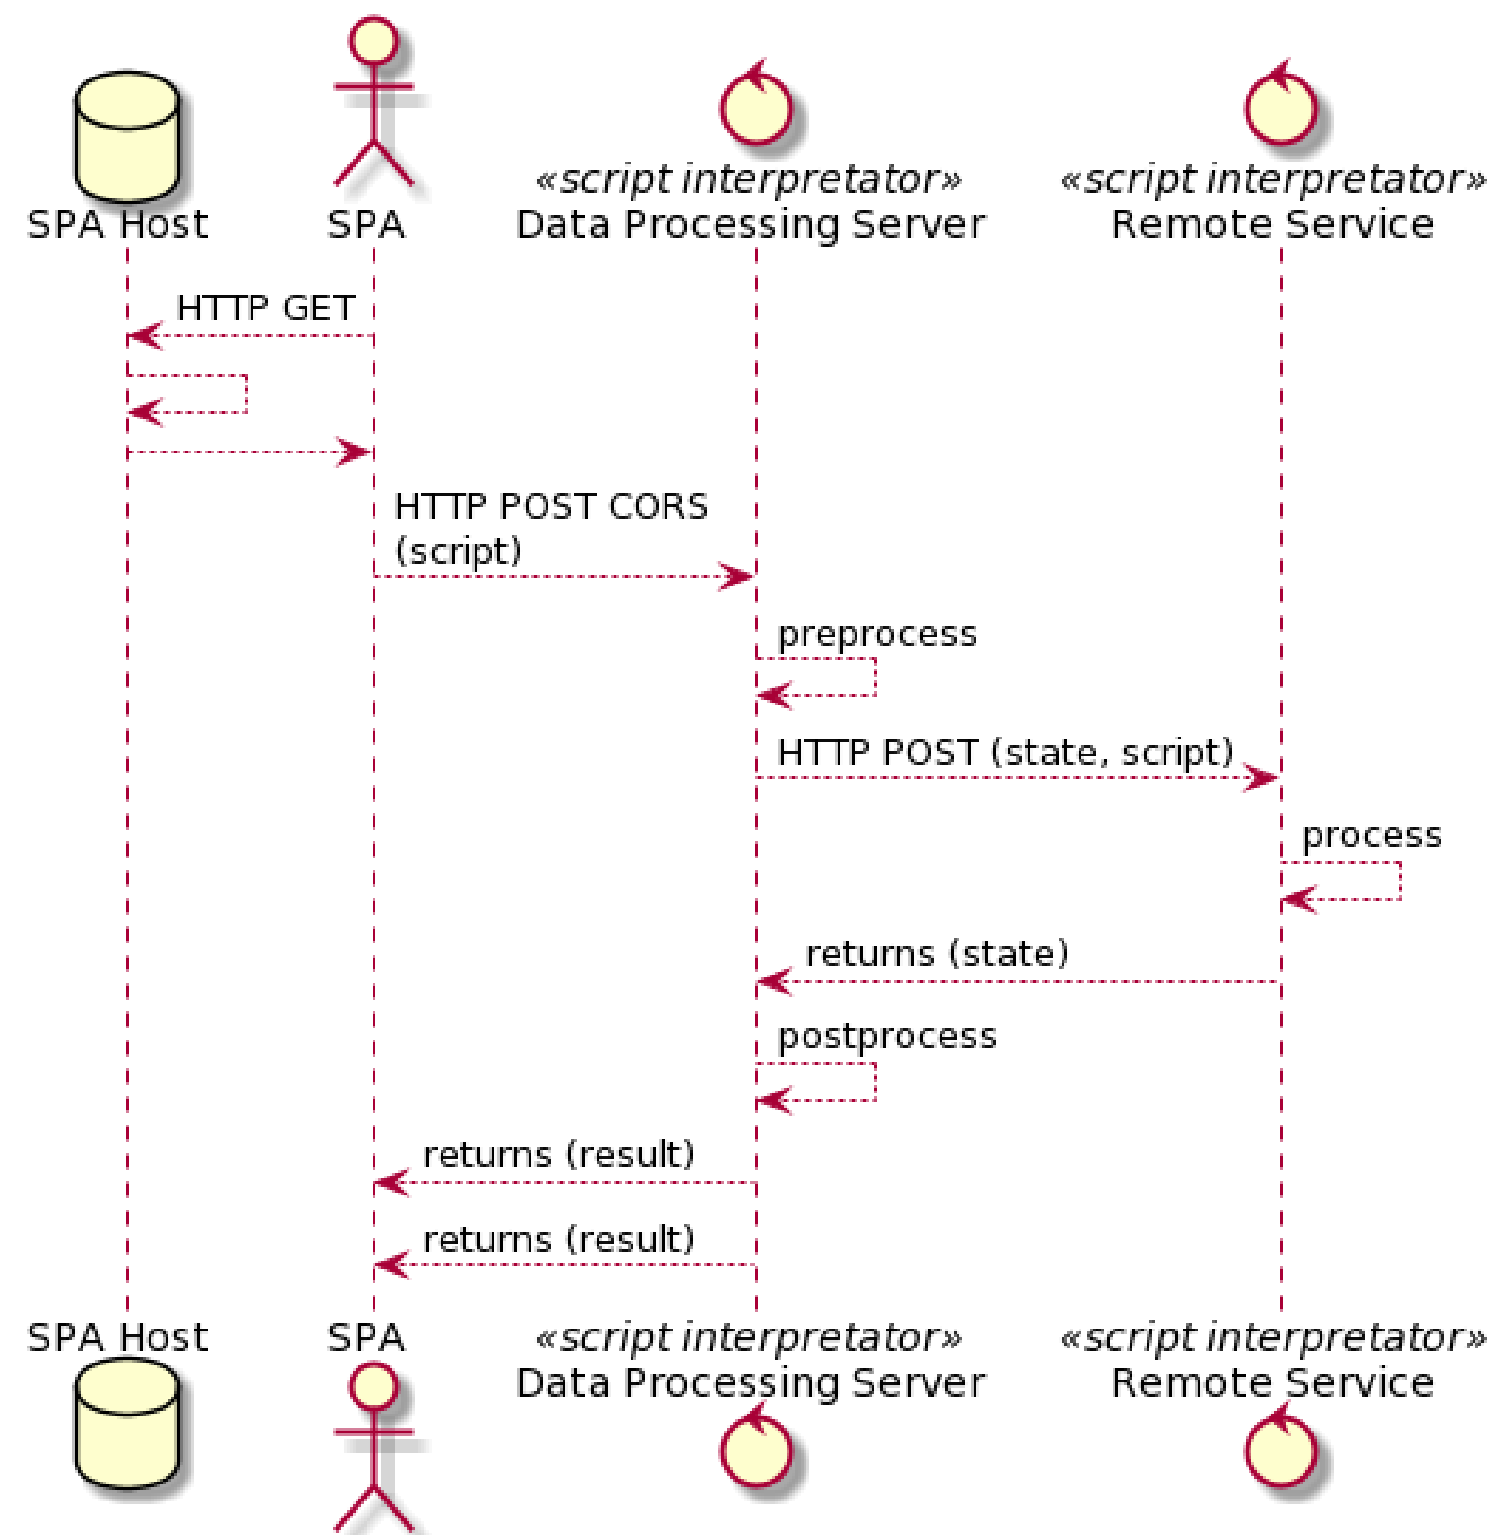 «script interpretator»
«script interpretator»
SPA Host
SPA
Data Processing Server
Remote Service
HTTP GET
HTTP POST CORS
(script)
preprocess
HTTP POST (state, script)
process
returns (state)
postprocess
returns (result)
returns (result)
SPA Host
SPA
«script interpretator»
«script interpretator»
Data Processing Server
Remote Service